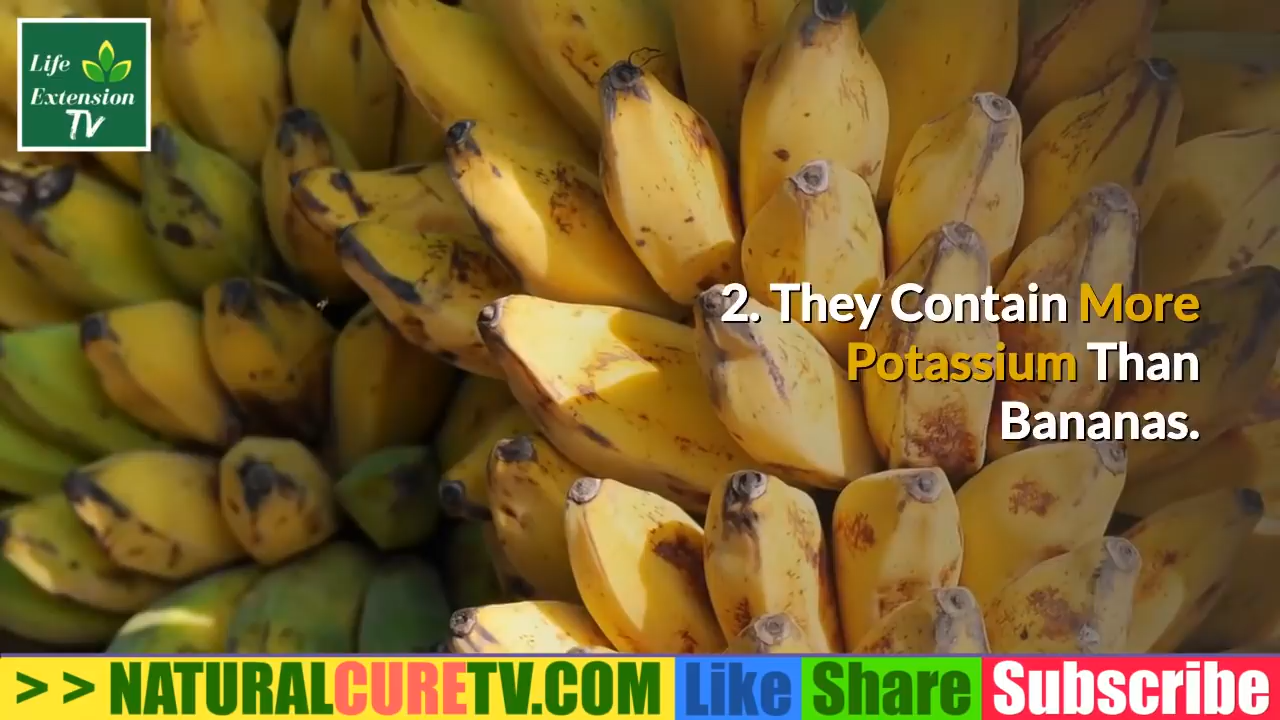 Life
Extension
TV
2. They Contain More
Potassium Than
Bananas.
> > NATURALCURETV.COM Like Share Subscribe